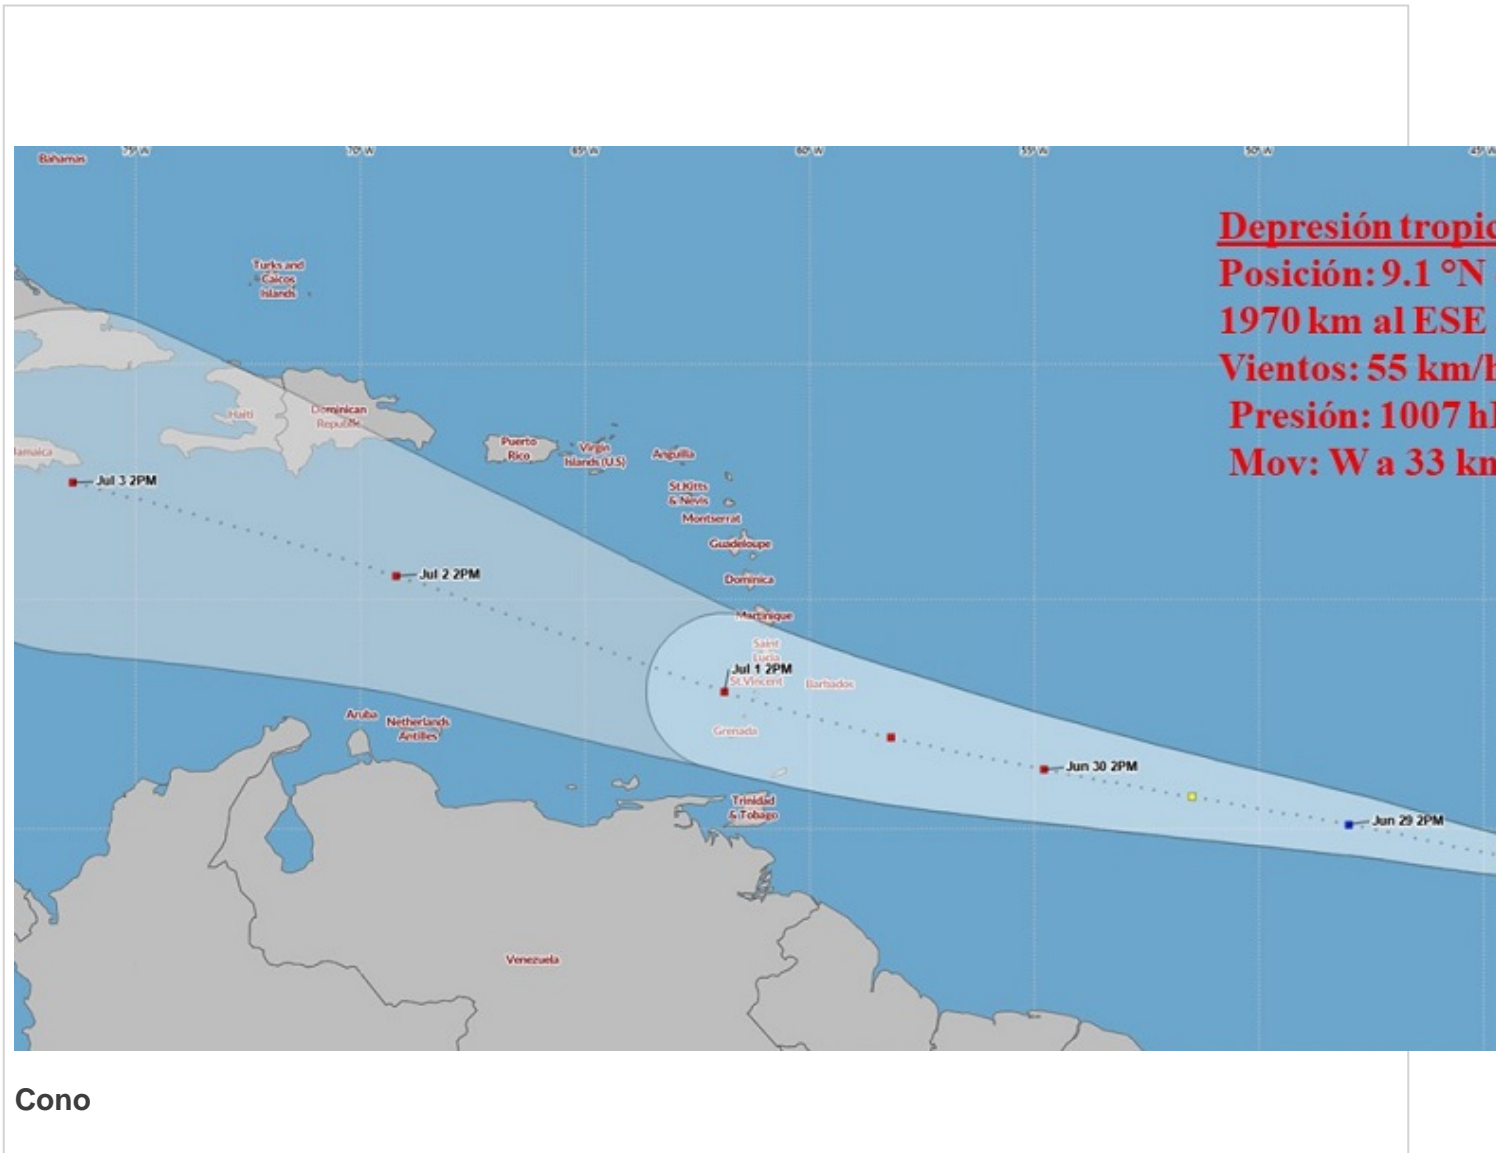 75° W
70° W
65° W
60° W
55° W
50° W
45° W
Bahamas
Depresión
Posición: 9.1 °N
1970 km al ESE
Vientos: 55
Presión: 1007
Mov: W a 33
Turks and
Caicos
Islands
Haiti
Dominican
Republic
Jamaica
Puerto
Rico
Virgin
Islands (U.S)
Anguilla
St.Kitts
& Nevis
Montserrat
Guadeloupe
Dominica
Martinique
Saint
Lucia
Jul 3 2PM
Jul 2 2PM
Jul 1 2PM
St.Vincent
Barbados
Grenada
Aruba
Netherlands
Antilles
Jun 30 2PM
Trinidad
& Tobago
Jun 29 2PM
Venezuela
Cono